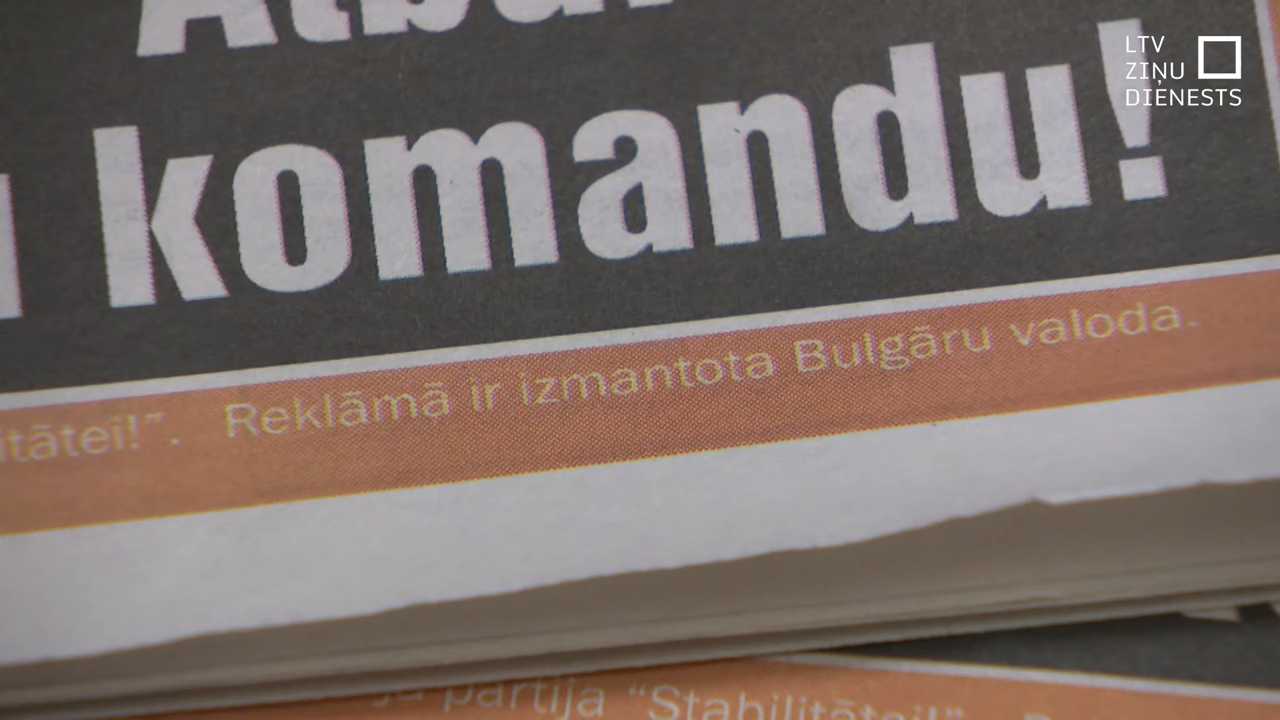 LTV
ZIŅU
DIENESTS
komandu!
itātei!”. Reklāmā ir izmantota Bulgāru valoda.
partija “Stabilitātei!”